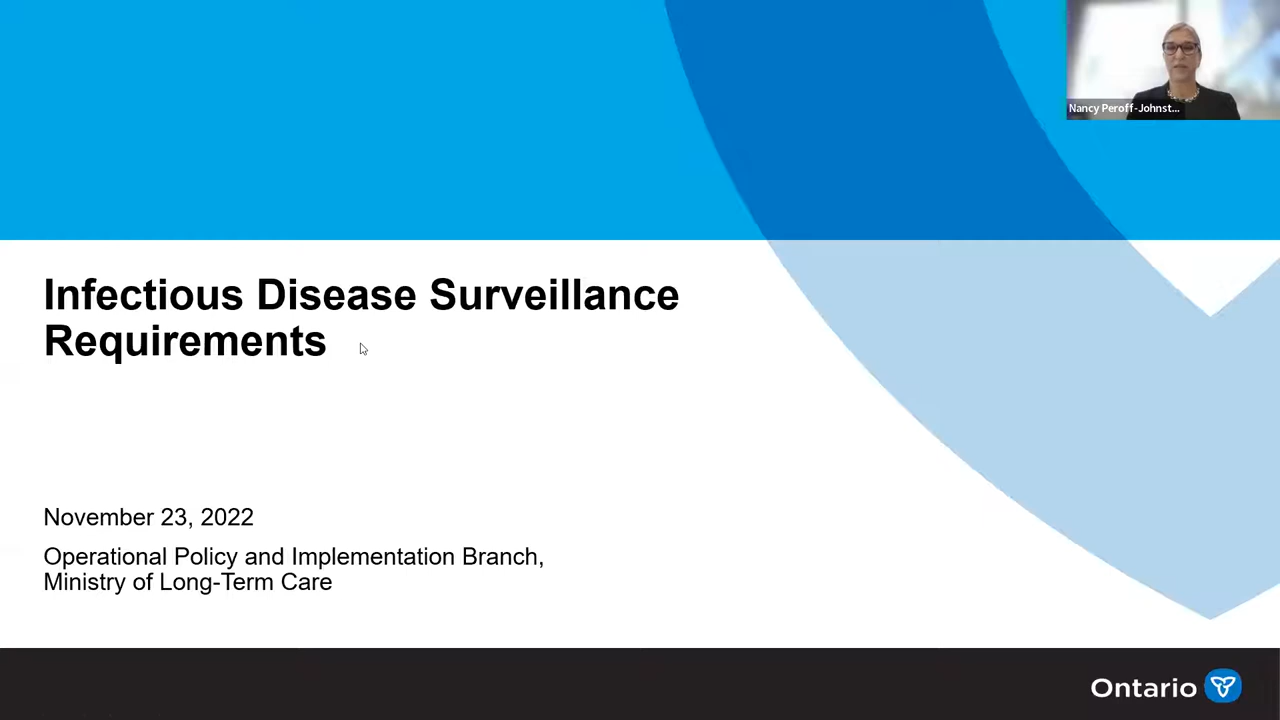 Nancy Peroff-Johnst...
Infectious Disease Surveillance
Requirements
November 23, 2022
Operational Policy and Implementation Branch,
Ministry of Long-Term Care
Ontario